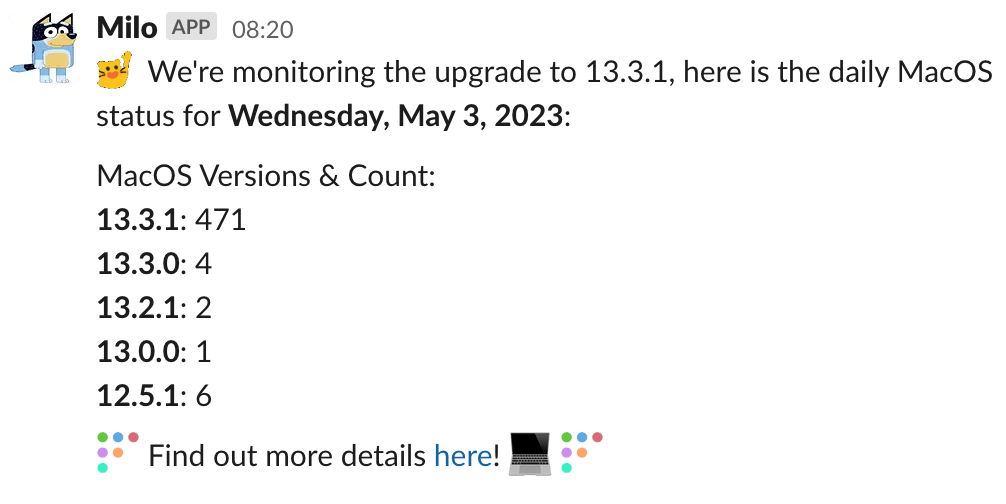 Milo APP 08:20
We're monitoring the upgrade to 13.3.1, here is the daily MacOS
status for Wednesday, May 3, 2023:
MacOS Versions & Count:
13.3.1: 471
13.3.0: 4
13.2.1: 2
13.0.0: 1
12.5.1: 6
Find out more details here!